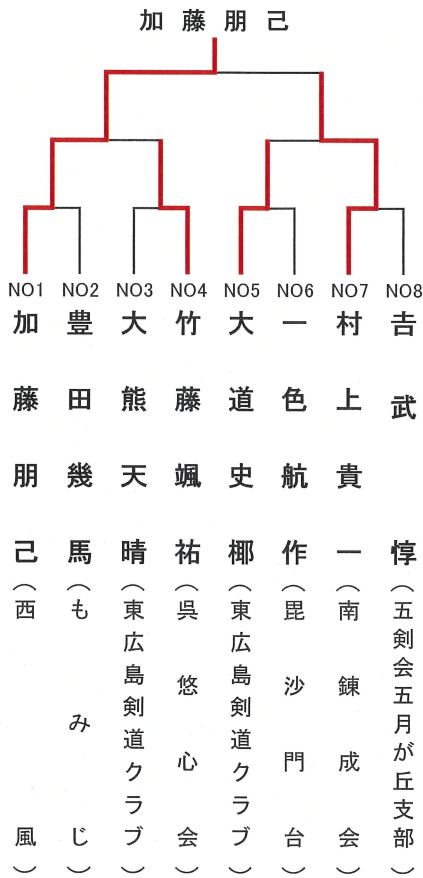 加藤朋己
NO1 NO2 NO3 NO4 NO5 NO6 NO7 NO8
加藤朋己（西風）
豊田幾馬（もみじ）
大熊天晴（東広島剣道クラブ）
竹藤颯祐（呉悠心会）
大道史椰（東広島剣道クラブ）
一色航作（毘沙門台）
村上貴一（南錬成会）
𠮷武惇（五剣会五月が丘支部）